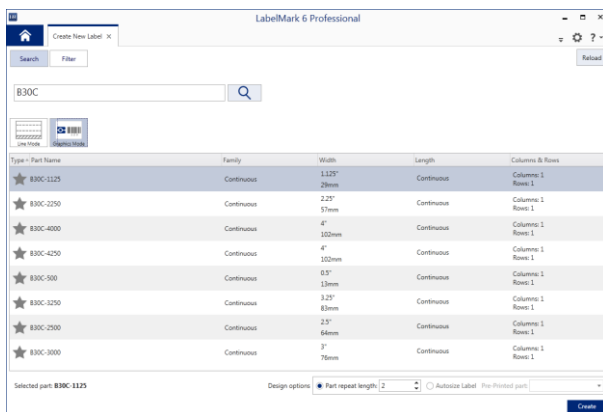 LabelMark 6 Professional
Create New Label ×
?
Search Filter Reload
B30C
Line Mode Graphics Mode
Type Part Name Family Width Length Columns & Rows
B30C-1125 Continuous 1.125" 29mm Continuous Columns: 1 Rows: 1
B30C-2250 Continuous 2.25" 57mm Continuous Columns: 1 Rows: 1
B30C-4000 Continuous 4" 102mm Continuous Columns: 1 Rows: 1
B30C-4250 Continuous 4" 102mm Continuous Columns: 1 Rows: 1
B30C-500 Continuous 0.5" 13mm Continuous Columns: 1 Rows: 1
B30C-3250 Continuous 3.25" 83mm Continuous Columns: 1 Rows: 1
B30C-2500 Continuous 2.5" 64mm Continuous Columns: 1 Rows: 1
B30C-3000 Continuous 3" 76mm Continuous Columns: 1 Rows: 1
Selected part: B30C-1125 Design options Part repeat length: 2 Autosize Label Pre-Printed part:
Create